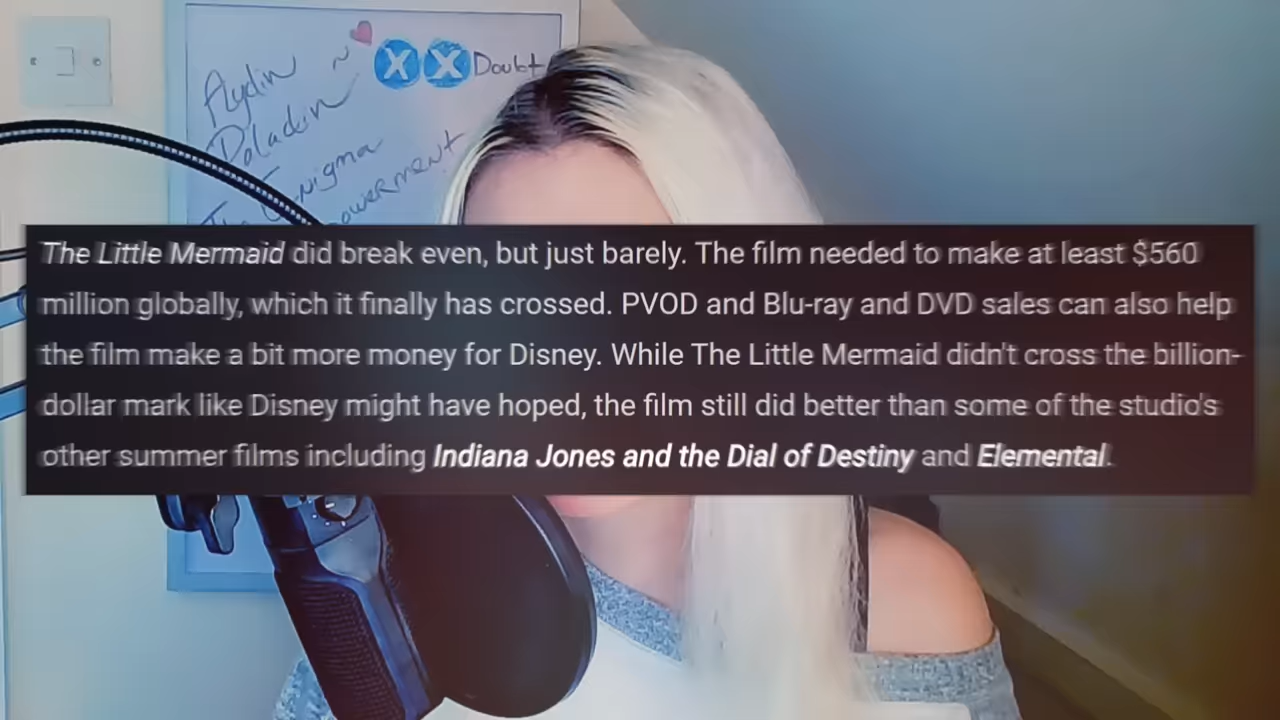 Aydin ~
Paladin
XX Doubt
Enigma
owerment
The Little Mermaid did break even, but just barely. The film needed to make at least $560
million globally, which it finally has crossed. PVOD and Blu-ray and DVD sales can also help
the film make a bit more money for Disney. While The Little Mermaid didn't cross the billion-
dollar mark like Disney might have hoped, the film still did better than some of the studio's
other summer films including Indiana Jones and the Dial of Destiny and Elemental.